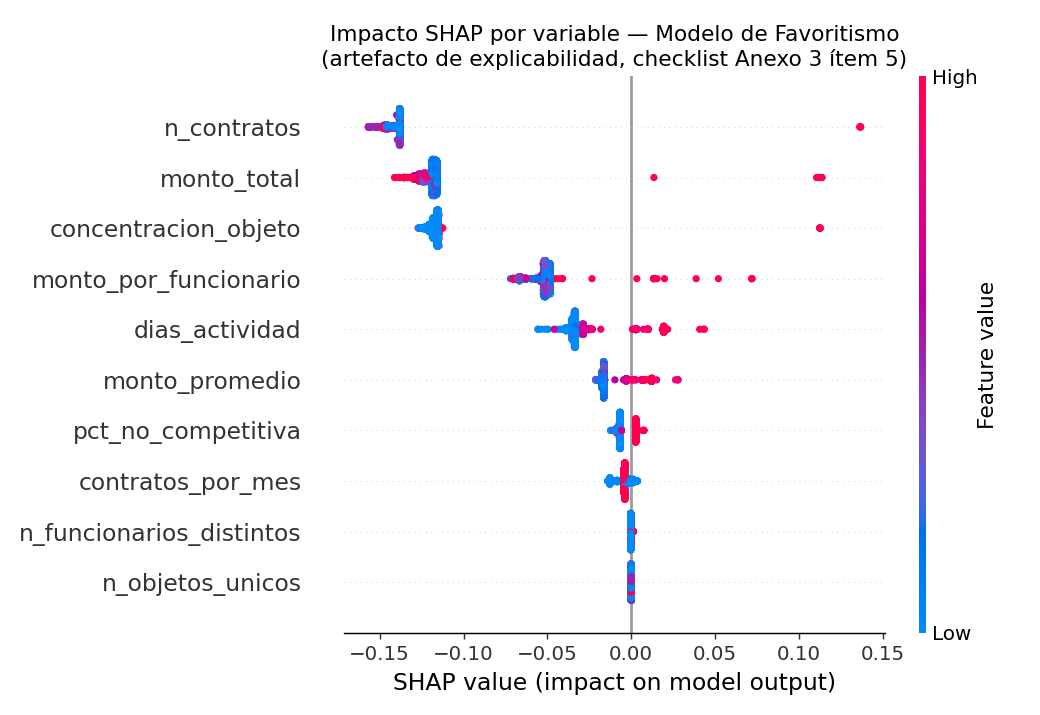 Impacto SHAP por variable — Modelo de Favoritismo
(artefacto de explicabilidad, checklist Anexo 3 ítem 5)
High
n_contratos
monto_total
concentracion_objeto
monto_por_funcionario
dias_actividad
monto_promedio
pct_no_competitiva
contratos_por_mes
n_funcionarios_distintos
n_objetos_unicos
Feature value
Low
−0.15 −0.10 −0.05 0.00 0.05 0.10 0.15
SHAP value (impact on model output)